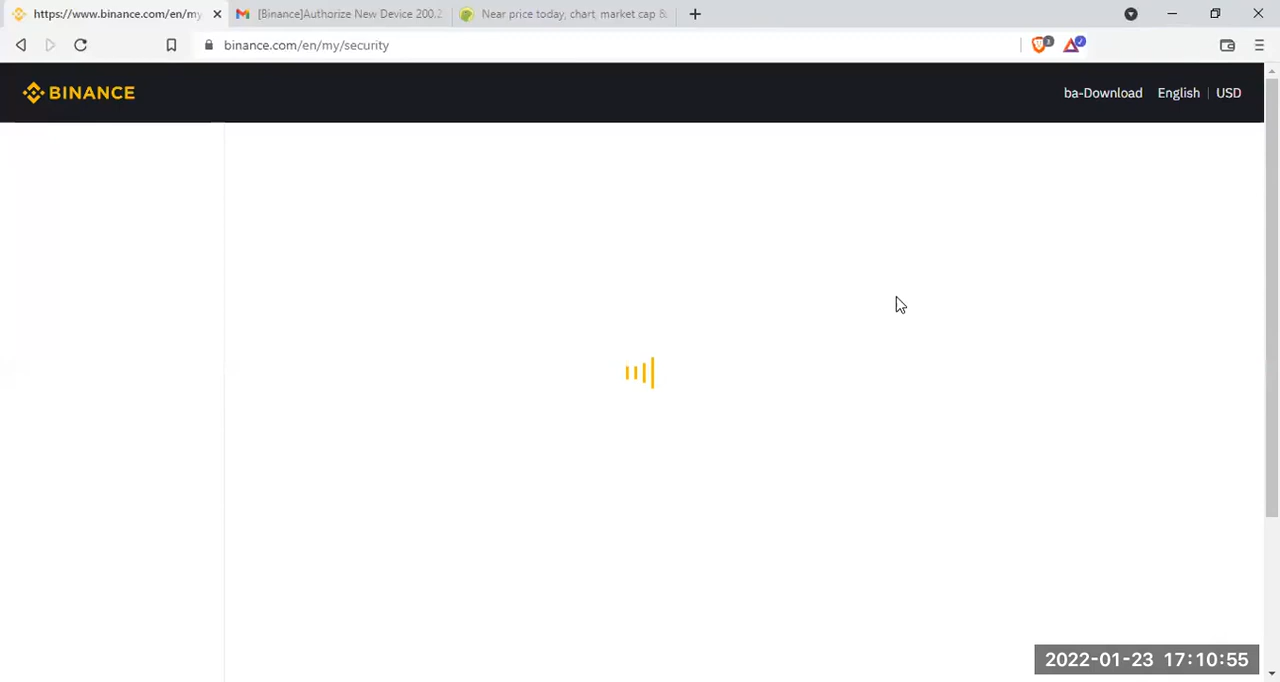 https://www.binance.com/en/my
[Binance]Authorize New Device 200.2
Near price today, chart, market cap &
binance.com/en/my/security
3
BINANCE
ba-Download English | USD
2022-01-23 17:10:55